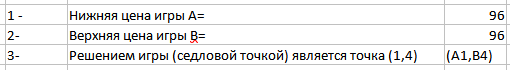 1 - Нижняя цена игры A= 96
2- Верхняя цена игры B= 96
3- Решением игры (седловой точкой) является точка (1,4) (A1,B4)